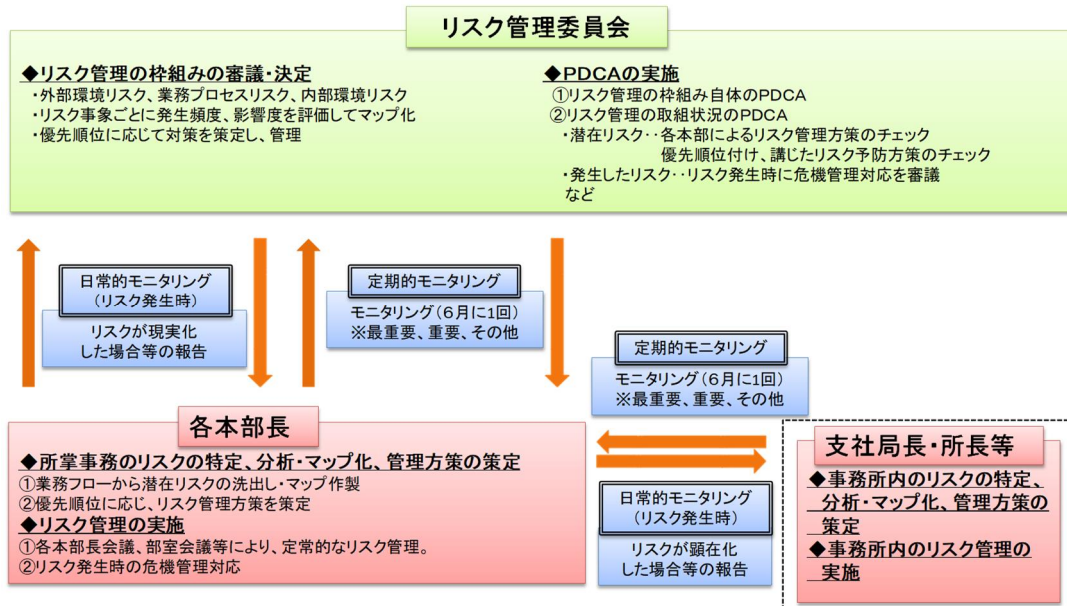 リスク管理委員会
◆リスク管理の枠組みの審議・決定
・外部環境リスク、業務プロセスリスク、内部環境リスク
・リスク事象ごとに発生頻度、影響度を評価してマップ化
・優先順位に応じて対策を策定し、管理
◆PDCAの実施
①リスク管理の枠組み自体のPDCA
②リスク管理の取組状況のPDCA
・潜在リスク‥各本部によるリスク管理方策のチェック
優先順位付け、講じたリスク予防方策のチェック
・発生したリスク‥リスク発生時に危機管理対応を審議
など
日常的モニタリング
(リスク発生時)
リスクが現実化
した場合等の報告
定期的モニタリング
モニタリング(6月に1回)
※最重要、重要、その他
定期的モニタリング
モニタリング(6月に1回)
※最重要、重要、その他
各本部長
◆所掌事務のリスクの特定、分析・マップ化、管理方策の策定
①業務フローから潜在リスクの洗出し・マップ作製
②優先順位に応じ、リスク管理方策を策定
◆リスク管理の実施
①各本部長会議、部室会議等により、定常的なリスク管理。
②リスク発生時の危機管理対応
日常的モニタリング
(リスク発生時)
リスクが顕在化
した場合等の報告
支社局長・所長等
◆事務所内のリスクの特定、
分析・マップ化、管理方策の
策定
◆事務所内のリスク管理の
実施